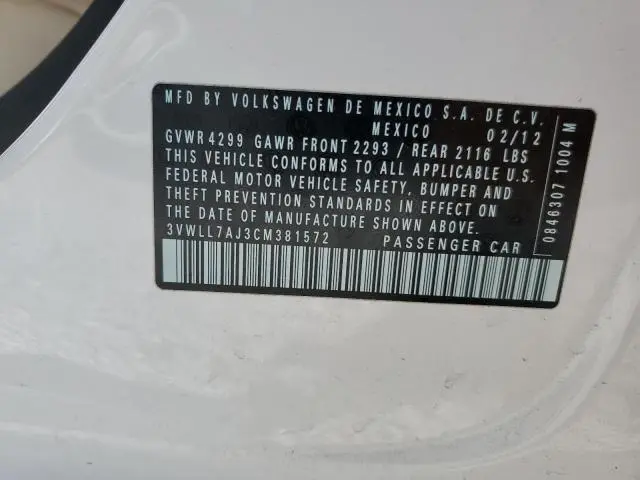 MFD BY VOLKSWAGEN DE MEXICO S.A. DE C.V.
MEXICO 02/12
GVWR 4299 GAWR FRONT 2293 / REAR 2116 LBS
THIS VEHICLE CONFORMS TO ALL APPLICABLE U.S.
FEDERAL MOTOR VEHICLE SAFETY, BUMPER AND
THEFT PREVENTION STANDARDS IN EFFECT ON
THE DATE OF MANUFACTURE SHOWN ABOVE.
3VWLL7AJ3CM381572 PASSENGER CAR
0846307 1004 M